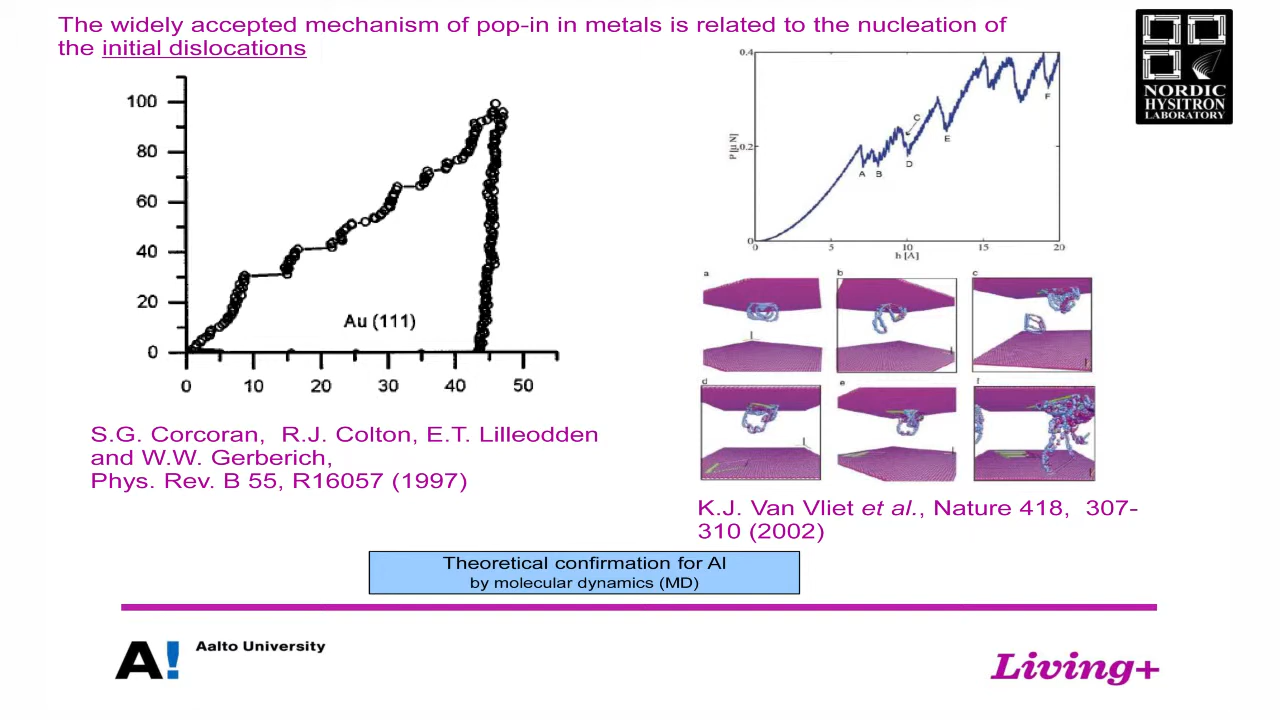 The widely accepted mechanism of pop-in in metals is related to the nucleation of
the initial dislocations
NORDIC
HYSITRON
LABORATORY
100
80
60
40
20
0
0 10 20 30 40 50
Au (111)
S.G. Corcoran, R.J. Colton, E.T. Lilleodden
and W.W. Gerberich,
Phys. Rev. B 55, R16057 (1997)
0.4
0.2
0
P [μN]
A B C D E F
0 5 10 15 20
h [A]
a b c
d e f
K.J. Van Vliet et al., Nature 418, 307-
310 (2002)
Theoretical confirmation for Al
by molecular dynamics (MD)
A! Aalto University
Living+